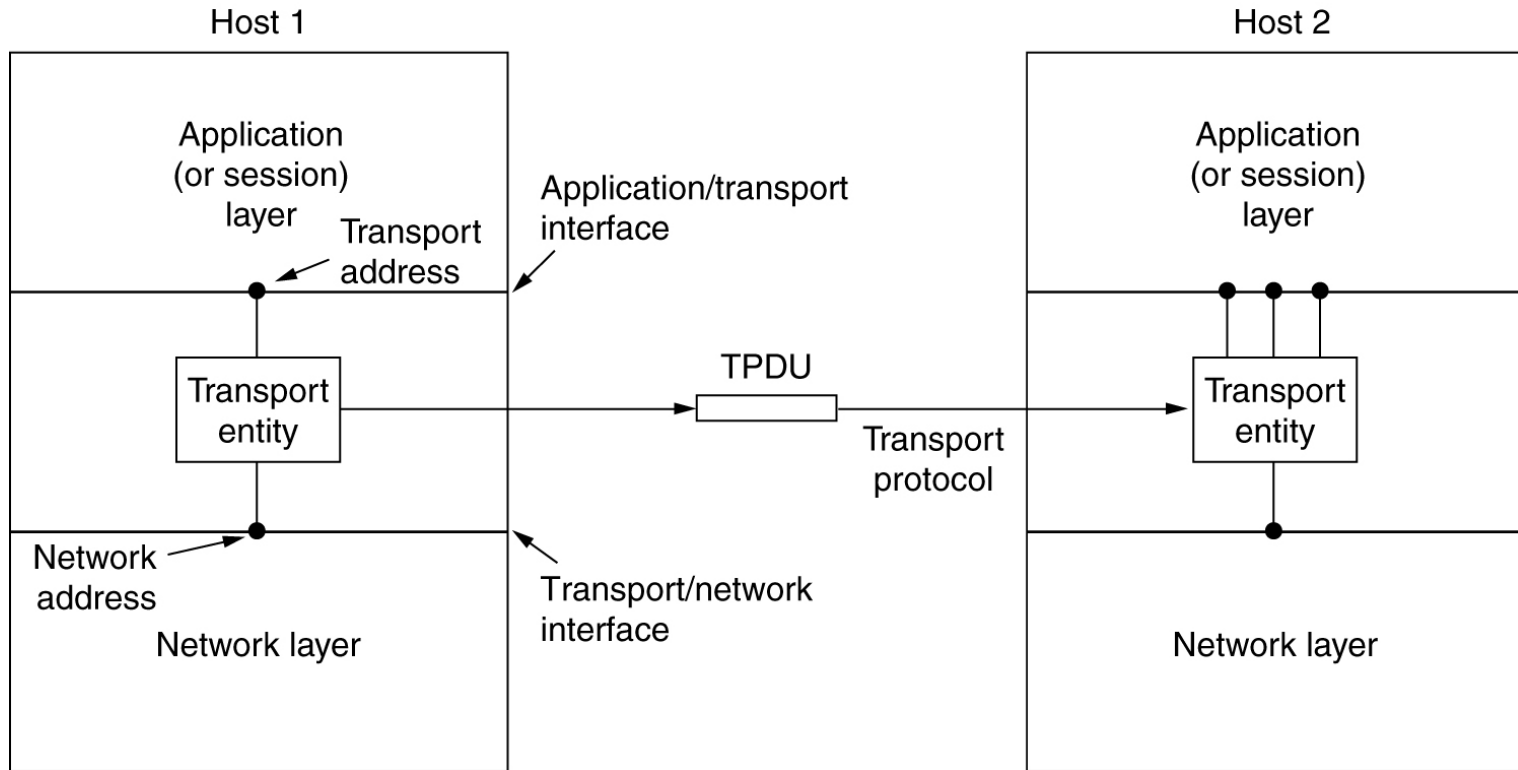 Host 1
Host 2
Application
(or session)
layer
Transport
address
Application/transport
interface
Application
(or session)
layer
Transport
entity
TPDU
Transport
protocol
Transport
entity
Network
address
Transport/network
interface
Network layer
Network layer